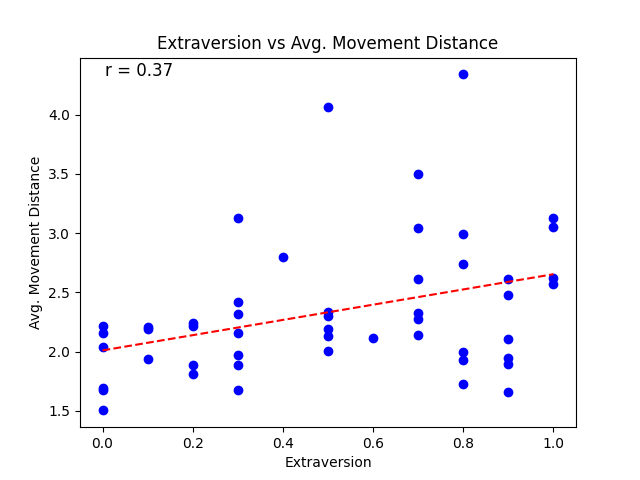 Extraversion vs Avg. Movement Distance
r = 0.37
4.0
3.5
3.0
2.5
2.0
1.5
Avg. Movement Distance
0.0 0.2 0.4 0.6 0.8 1.0
Extraversion